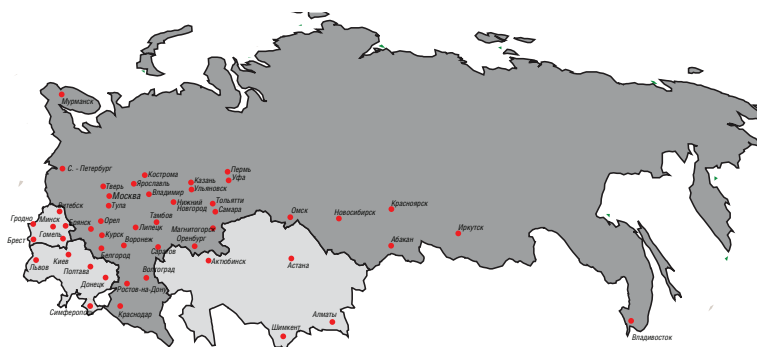 Мурманск
С. - Петербург
Кострома
Казань
Пермь
Уфа
Тверь
Ярославль
Ульяновск
Москва
Владимир
Тула
Нижний
Новгород
Тольятти
Самара
Красноярск
Витебск
Гродно
Минск
Брянск
Орел
Тамбов
Липецк
Магнитогорск
Омск
Новосибирск
Иркутск
Гомель
Курск
Воронеж
Оренбург
Абакан
Брест
Белгород
Саратов
Львов
Киев
Полтава
Актюбинск
Астана
Донецк
Волгоград
Ростов-на-Дону
Симферополь
Краснодар
Шимкент
Алматы
Владивосток